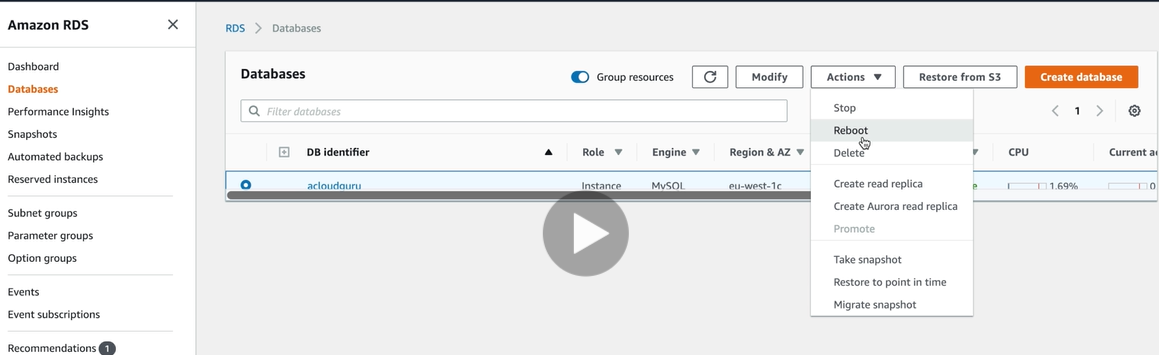 Amazon RDS
Dashboard
Databases
Performance Insights
Snapshots
Automated backups
Reserved instances
Subnet groups
Parameter groups
Option groups
Events
Event subscriptions
Recommendations 1
RDS > Databases
Databases
Group resources
Modify
Actions
Restore from S3
Create database
Filter databases
1
Stop
Reboot
Delete
Create read replica
Create Aurora read replica
Promote
Take snapshot
Restore to point in time
Migrate snapshot
DB identifier Role Engine Region & AZ CPU Current
acloudguru Instance MySQL eu-west-1c 1.69% 0